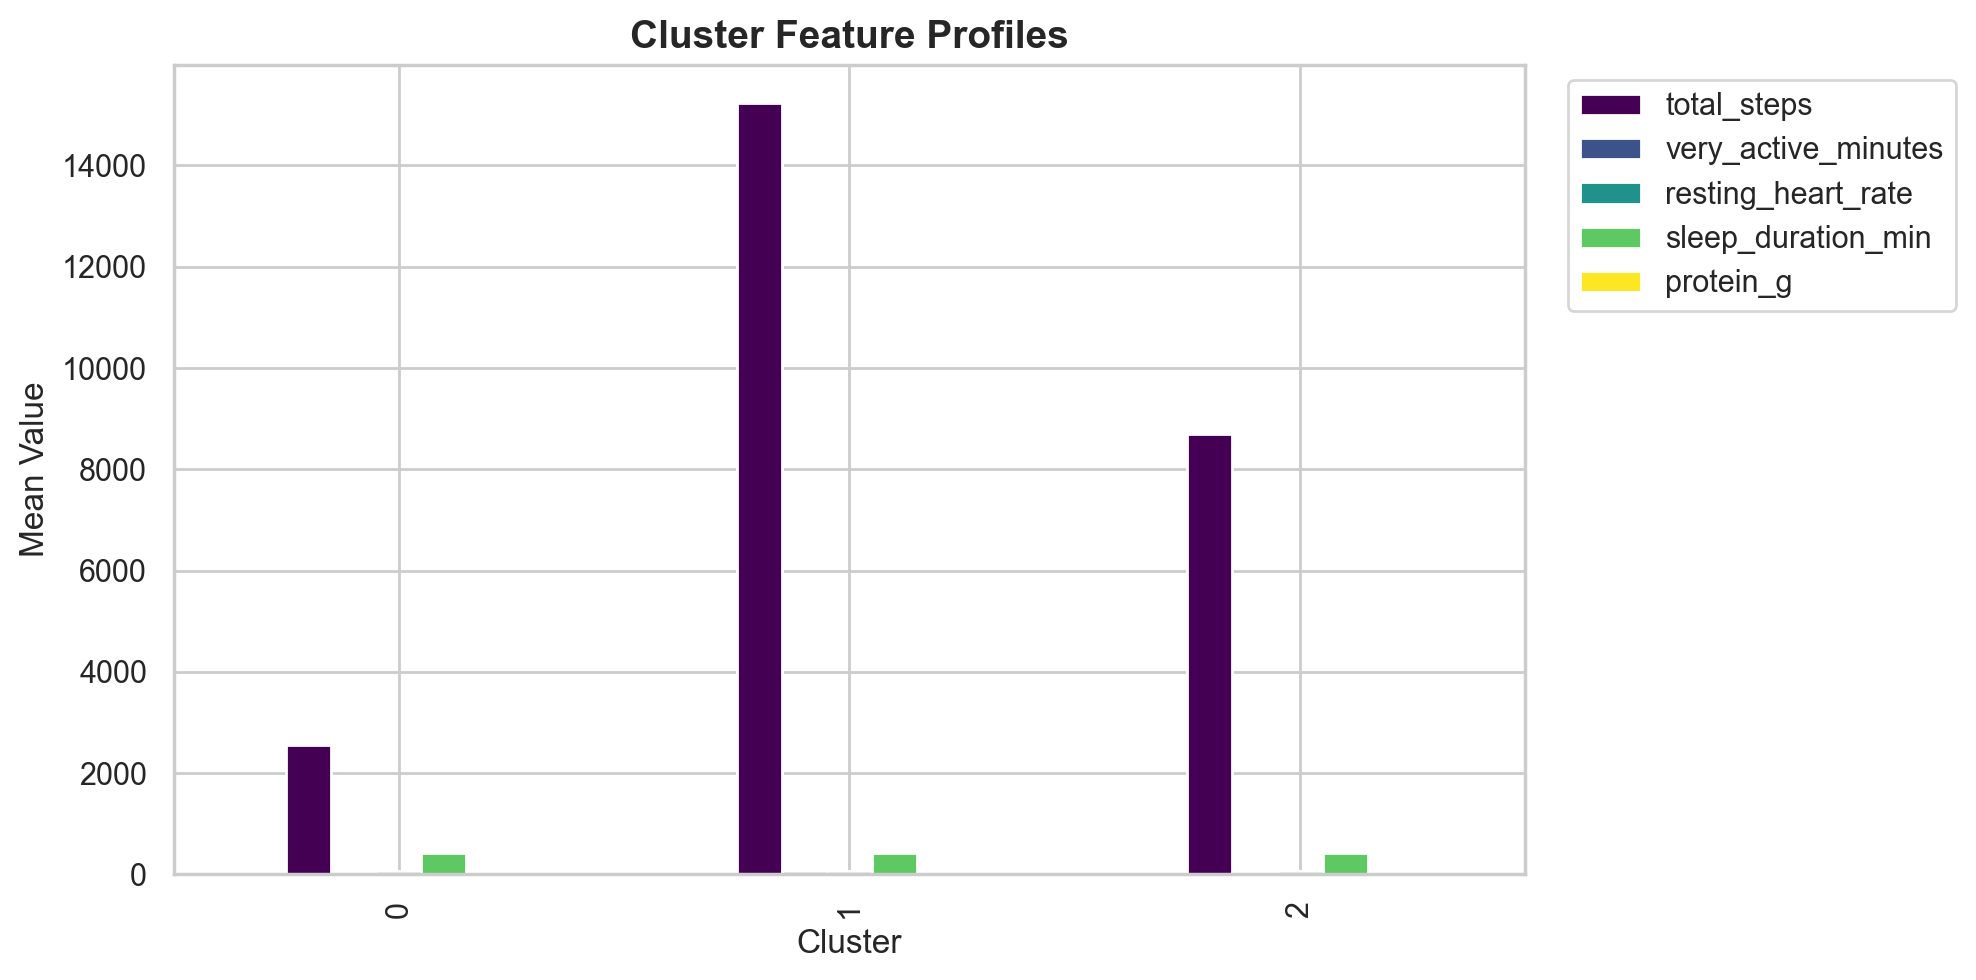 Cluster Feature Profiles
Mean Value
14000
12000
10000
8000
6000
4000
2000
0
0
1
2
Cluster
total_steps
very_active_minutes
resting_heart_rate
sleep_duration_min
protein_g